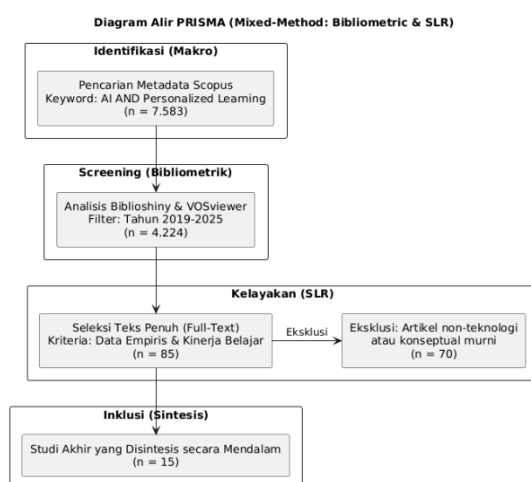 Diagram Alir PRISMA (Mixed-Method: Bibliometric & SLR)
Identifikasi (Makro)
Pencarian Metadata Scopus
Keyword: AI AND Personalized Learning
(n = 7.583)
Screening (Bibliometrik)
Analisis Biblioshiny & VOSviewer
Filter: Tahun 2019-2025
(n = 4.224)
Kelayakan (SLR)
Seleksi Teks Penuh (Full-Text)
Kriteria: Data Empiris & Kinerja Belajar
(n = 85)
Eksklusi
Eksklusi: Artikel non-teknologi
atau konseptual murni
(n = 70)
Inklusi (Sintesis)
Studi Akhir yang Disintesis secara Mendalam
(n = 15)